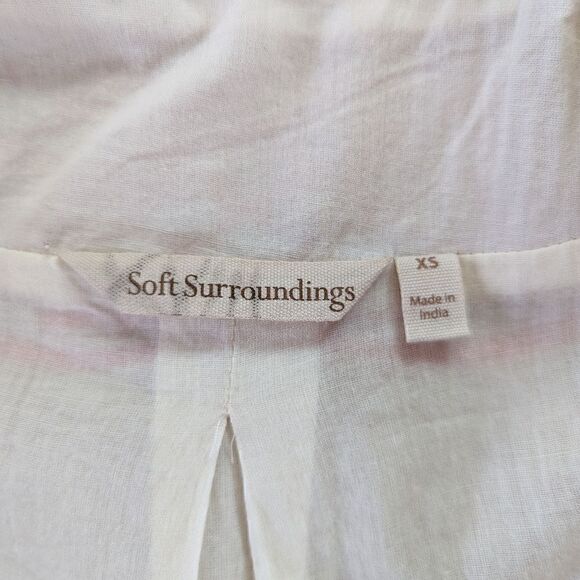 Soft Surroundings
XS
Made in
India